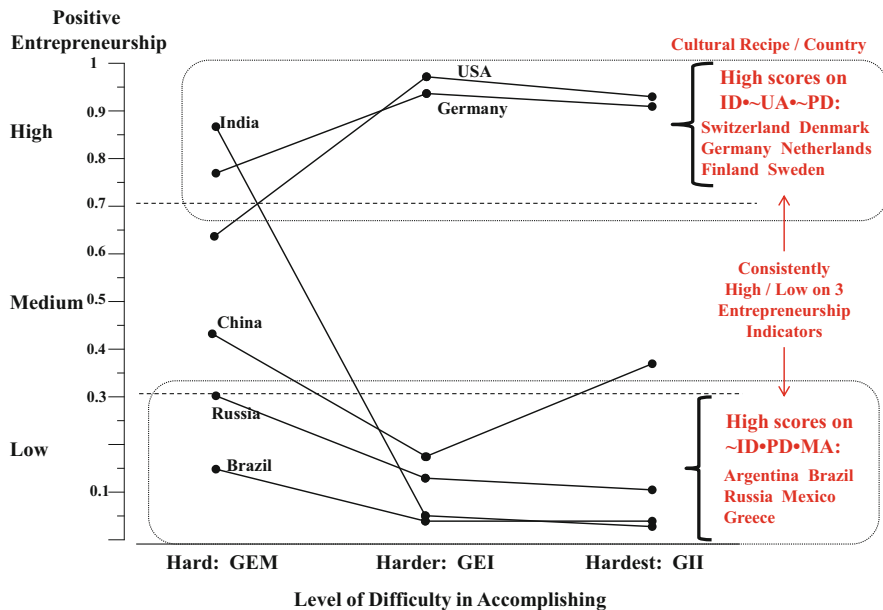 Positive
Entrepreneurship
Cultural Recipe / Country
1
0.9
0.8
0.7
0.6
0.5
0.4
0.3
0.1
High
Medium
Low
USA
Germany
India
China
Russia
Brazil
High scores on
ID•~UA•~PD:
Switzerland Denmark
Germany Netherlands
Finland Sweden
Consistently
High / Low on 3
Entrepreneurship
Indicators
High scores on
~ID•PD•MA:
Argentina Brazil
Russia Mexico
Greece
Hard: GEM
Harder: GEI
Hardest: GII
Level of Difficulty in Accomplishing